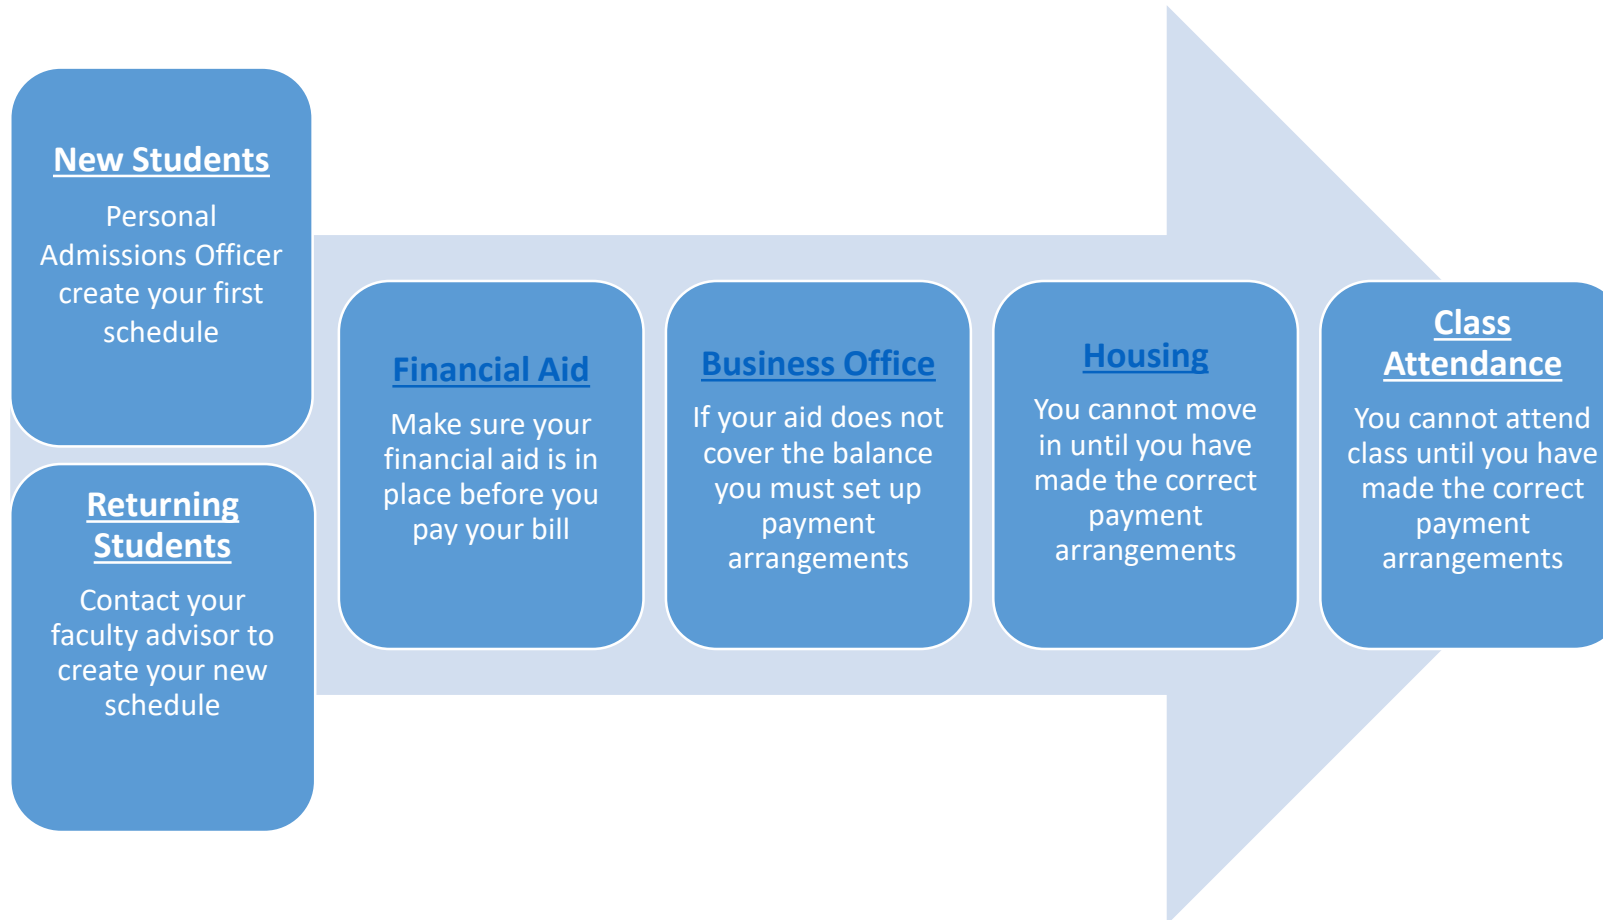 New Students
Personal
Admissions Officer
create your first
schedule
Returning
Students
Contact your
faculty advisor to
create your new
schedule
Financial Aid
Make sure your
financial aid is in
place before you
pay your bill
Business Office
If your aid does not
cover the balance
you must set up
payment
arrangements
Housing
You cannot move
in until you have
made the correct
payment
arrangements
Class
Attendance
You cannot attend
class until you have
made the correct
payment
arrangements